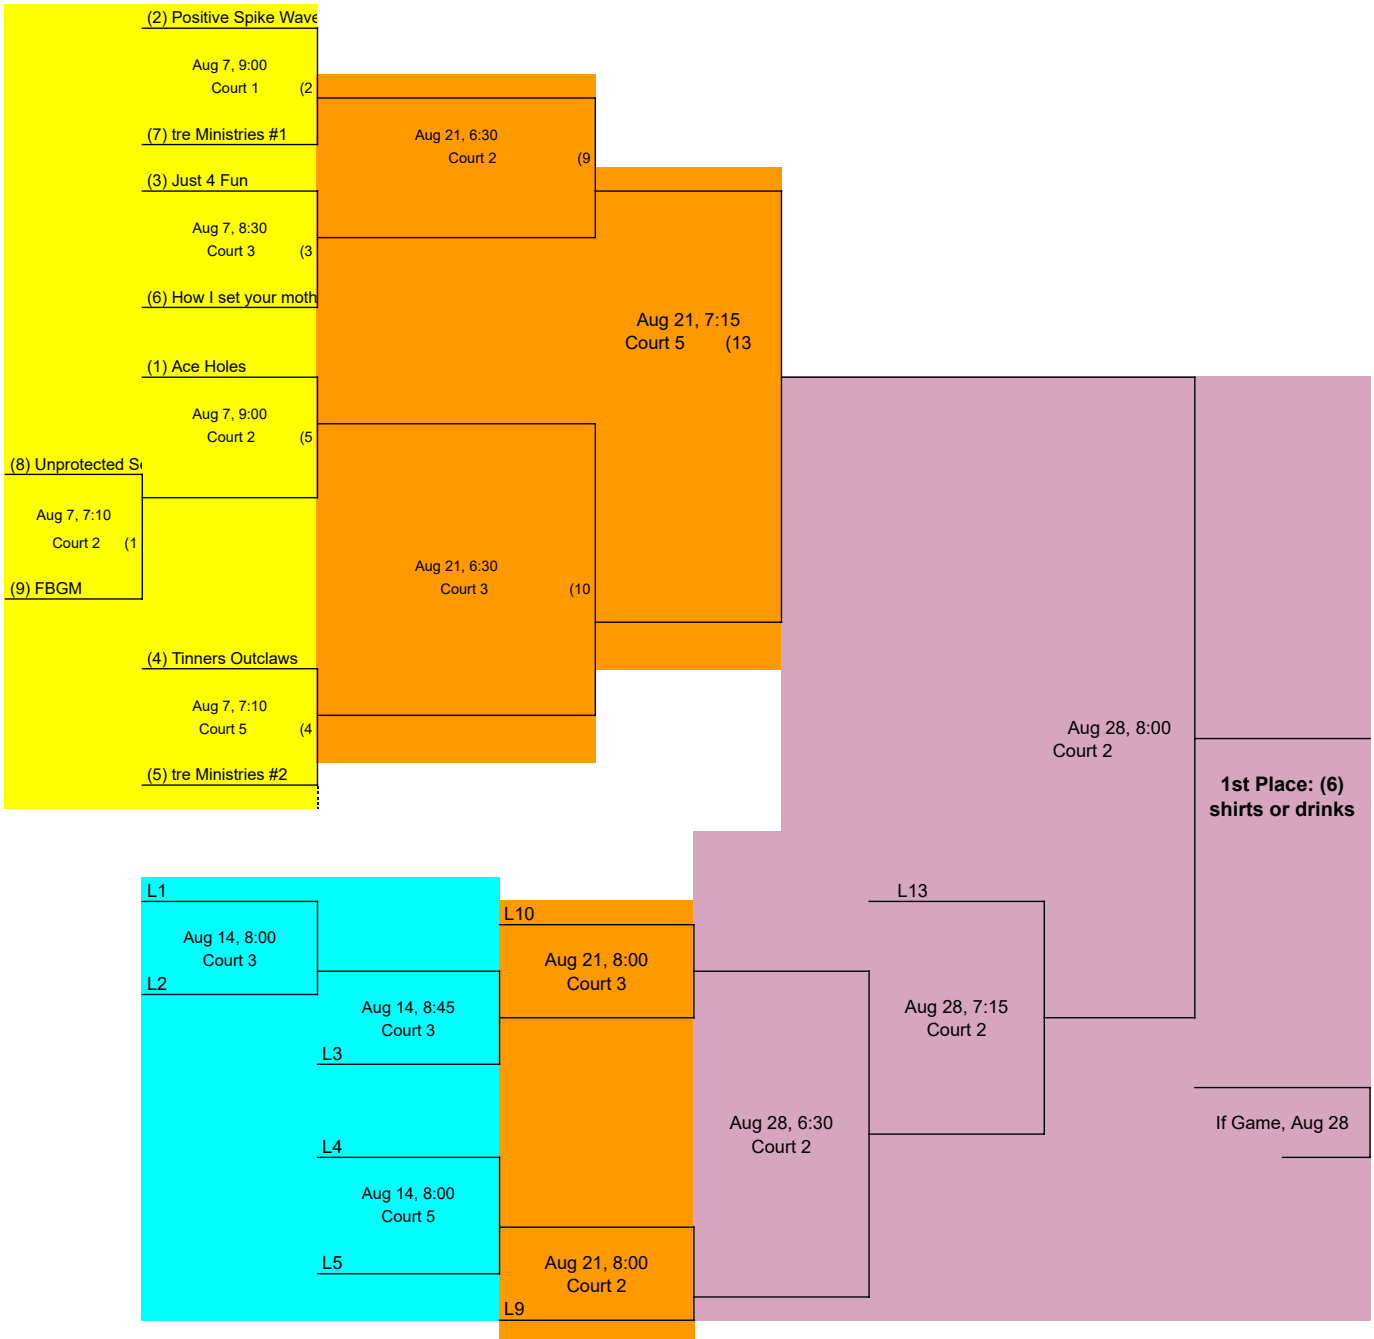 (2) Positive Spike Wave
Aug 7, 9:00
Court 1 (2
(7) tre Ministries #1
(3) Just 4 Fun
Aug 7, 8:30
Court 3 (3
(6) How I set your moth
Aug 21, 6:30
Court 2 (9
Aug 21, 7:15
Court 5 (13
(1) Ace Holes
Aug 7, 9:00
Court 2 (5
(8) Unprotected
Aug 7, 7:10
Court 2 (1
(9) FBGM
Aug 21, 6:30
Court 3 (10
(4) Tinners Outclaws
Aug 7, 7:10
Court 5 (4
(5) tre Ministries #2
Aug 28, 8:00
Court 2
1st Place: (6)
shirts or drinks
L1
Aug 14, 8:00
Court 3
L2
Aug 14, 8:45
Court 3
L3
L4
Aug 14, 8:00
Court 5
L5
L10
Aug 21, 8:00
Court 3
Aug 21, 8:00
Court 2
L9
Aug 28, 6:30
Court 2
L13
Aug 28, 7:15
Court 2
If Game, Aug 28